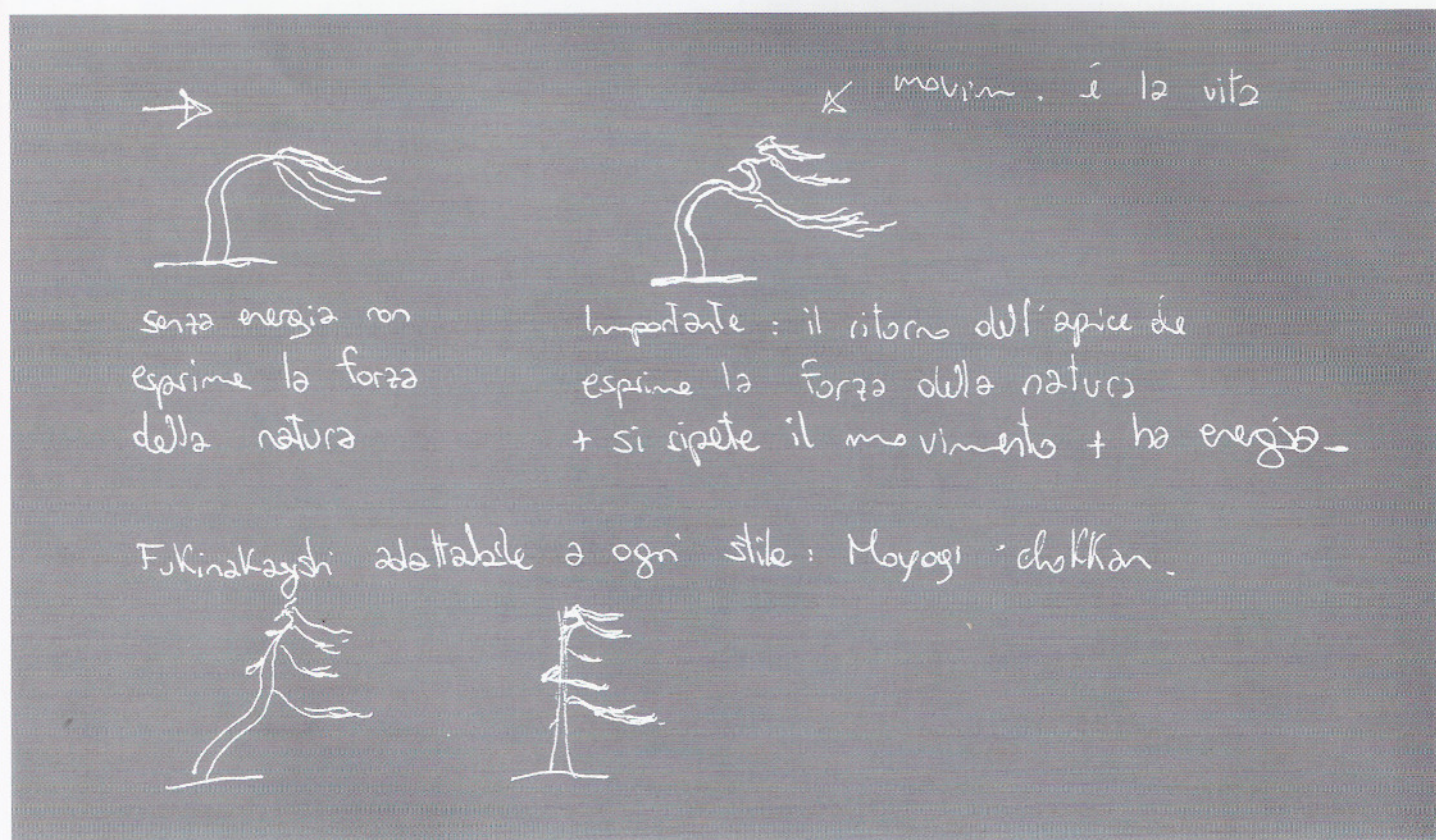 movim. é la vita
senza energia non
esprime la forza
della natura
Importante : il ritorno dell'apice che
esprime la forza della natura
+ si ripete il movimento + ha energia -
Fukinakayshi adattabile a ogni stile : Moyogi - chokkan.